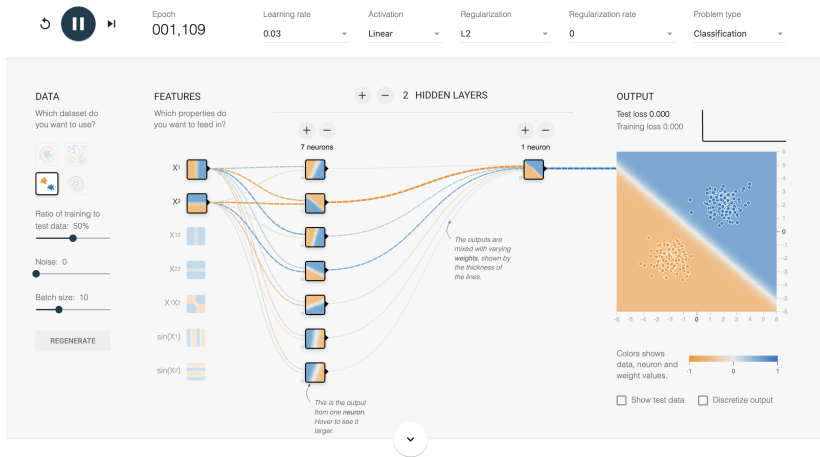 Epoch
001,109
Learning rate
0.03
Activation
Linear
Regularization
L2
Regularization rate
0
Problem type
Classification
DATA
Which dataset do
you want to use?
Ratio of training to
test data: 50%
Noise: 0
Batch size: 10
REGENERATE
FEATURES
Which properties do
you want to feed in?
X1
X2
X12
X22
X1X2
sin(X1)
sin(X2)
+ − 2 HIDDEN LAYERS
+ −
7 neurons
+ −
1 neuron
The outputs are
mixed with varying
weights, shown by
the thickness of
the lines.
This is the output
from one neuron.
Hover to see it
larger.
OUTPUT
Test loss 0.000
Training loss 0.000
6
5
4
3
2
1
0
-1
-2
-3
-4
-5
-6
-6 -5 -4 -3 -2 -1 0 1 2 3 4 5 6
Colors shows
data, neuron and
weight values.
-1 0 1
Show test data
Discretize output